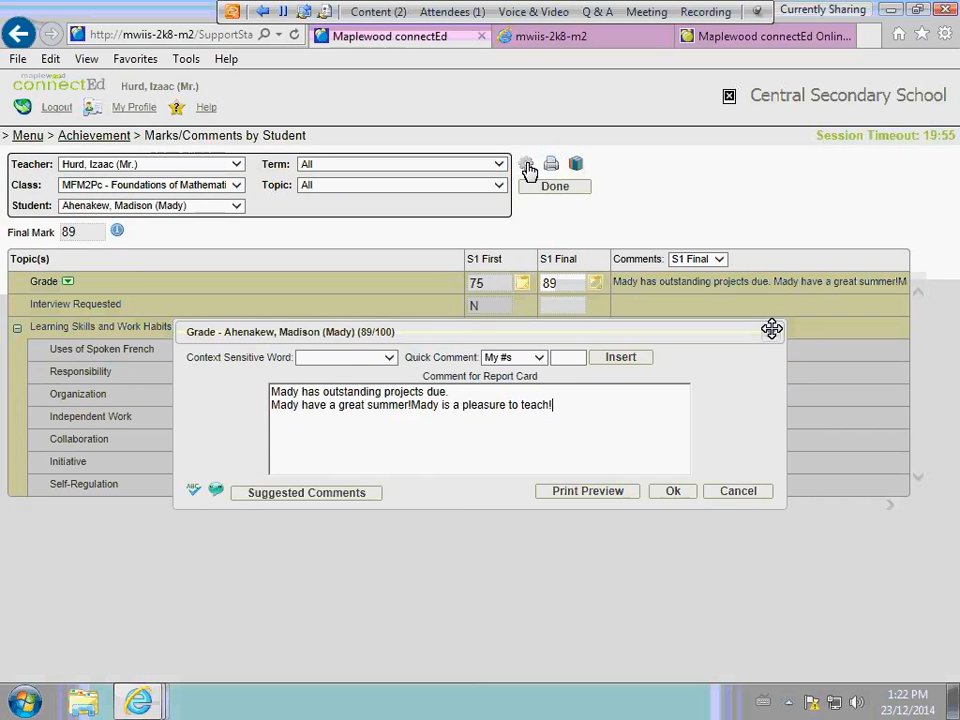 Content (2) Attendees (1) Voice & Video Q & A Meeting Recording Currently Sharing
http://mwiis-2k8-m2/SupportSta Maplewood connectEd mwiis-2k8-m2 Maplewood connectEd Onlin...
File Edit View Favorites Tools Help
maplewood
connectEd Hurd, Izaac (Mr.)
Central Secondary School
Logout My Profile Help
> Menu > Achievement > Marks/Comments by Student Session Timeout: 19:55
Teacher: Hurd, Izaac (Mr.) Term: All
Class: MFM2Pc - Foundations of Mathemati Topic: All Done
Student: Ahenakew, Madison (Mady)
Final Mark 89
Topic(s) S1 First S1 Final Comments: S1 Final
Grade 75 89 Mady has outstanding projects due. Mady have a great summer!M
Interview Requested N
Learning Skills and Work Habits
Uses of Spoken French
Responsibility
Organization
Independent Work
Collaboration
Initiative
Self-Regulation
Grade - Ahenakew, Madison (Mady) (89/100)
Context Sensitive Word: Quick Comment: My #s Insert
Comment for Report Card
Mady has outstanding projects due.
Mady have a great summer!Mady is a pleasure to teach!
ABC Suggested Comments Print Preview Ok Cancel
1:22 PM
23/12/2014